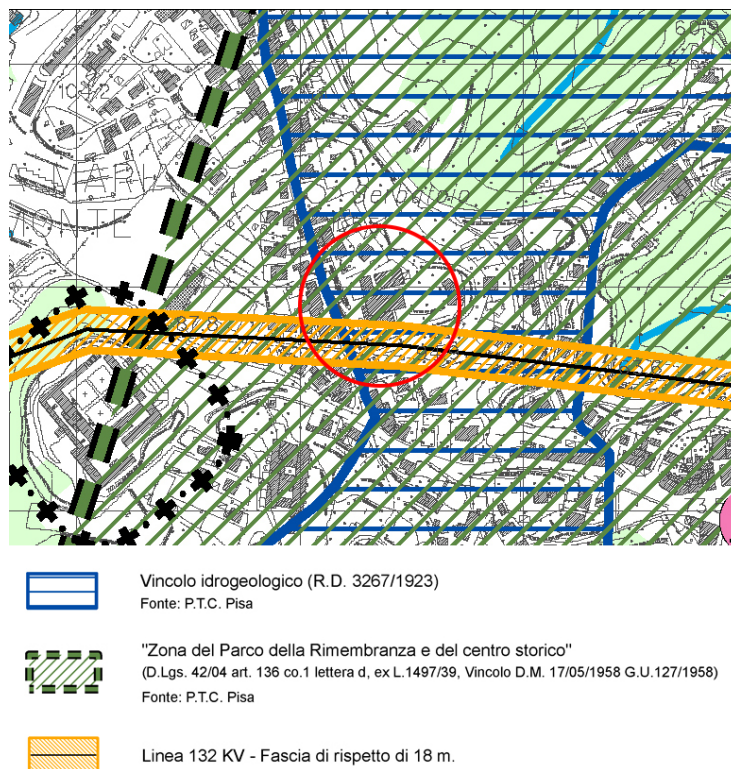 MONTE
Vincolo idrogeologico (R.D. 3267/1923)
Fonte: P.T.C. Pisa
"Zona del Parco della Rimembranza e del centro storico"
(D.Lgs. 42/04 art. 136 co.1 lettera d, ex L.1497/39, Vincolo D.M. 17/05/1958 G.U.127/1958)
Fonte: P.T.C. Pisa
Linea 132 KV - Fascia di rispetto di 18 m.